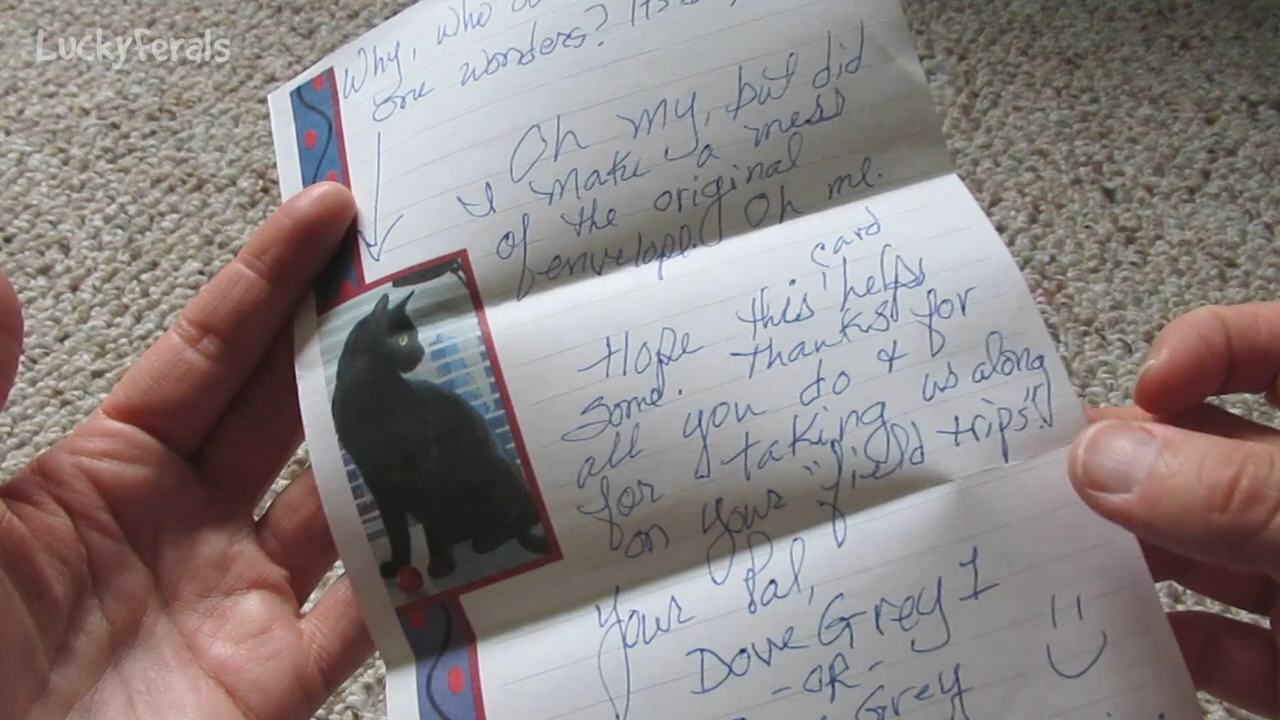 LuckyFerals
Why, who
one wonders? It's
Oh my, but did
I make a mess
of the original
envelope. Oh me.
card
Hope this helps
some. Thanks for
all you do & for
for taking us along
on your "field trips"!
Your Pal,
Dove Grey 1
-OR-
Grey